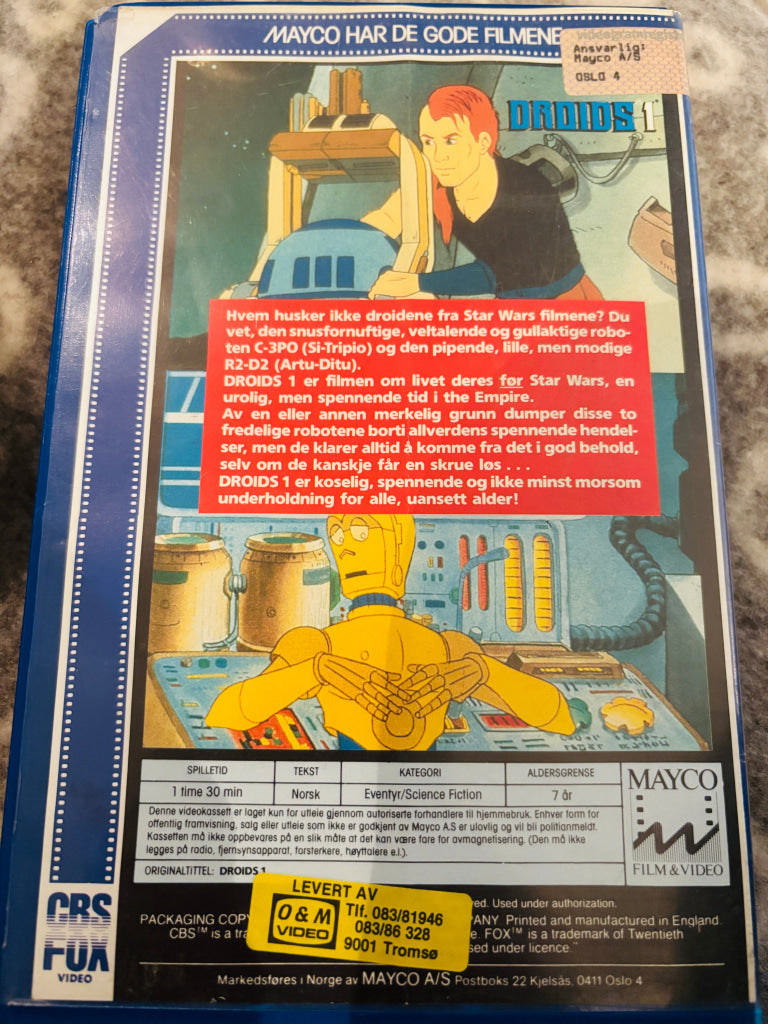 MAYCO HAR DE GODE FILMENE
videogramregis
Ansvarlig:
Mayco A/S
OSLO 4
DROIDS 1
Hvem husker ikke droidene fra Star Wars filmene? Du
vet, den snusfornuftige, veltalende og gullaktige robo-
ten C-3PO (Si-Tripio) og den pipende, lille, men modige
R2-D2 (Artu-Ditu).
DROIDS 1 er filmen om livet deres før Star Wars, en
urolig, men spennende tid i the Empire.
Av en eller annen merkelig grunn dumper disse to
fredelige robotene borti allverdens spennende hendel-
ser, men de klarer alltid å komme fra det i god behold,
selv om de kanskje får en skrue løs . . .
DROIDS 1 er koselig, spennende og ikke minst morsom
underholdning for alle, uansett alder!
SPILLETID TEKST KATEGORI ALDERSGRENSE
1 time 30 min Norsk Eventyr/Science Fiction 7 år
Denne videokassett er laget kun for utleie gjennom autoriserte forhandlere til hjemmebruk. Enhver form for
offentlig framvisning, salg eller utleie som ikke er godkjent av Mayco A.S er ulovlig og vil bli politianmeldt.
Kassetten må ikke oppbevares på en slik måte at det kan være fare for avmagnetisering. (Den må ikke
legges på radio, fjernsynsapparat, forsterkere, høyttalere e.l.).
ORIGINALTITTEL: DROIDS 1
MAYCO
FILM & VIDEO
CBS
FOX
VIDEO
ved. Used under authorization.
PACKAGING COPY ANY. Printed and manufactured in England.
CBS™ is a tra e. FOX™ is a trademark of Twentieth
sed under licence.
LEVERT AV
O & M
VIDEO
Tlf. 083/81946
083/86 328
9001 Tromsø
Markedsføres i Norge av MAYCO A/S Postboks 22 Kjelsås, 0411 Oslo 4